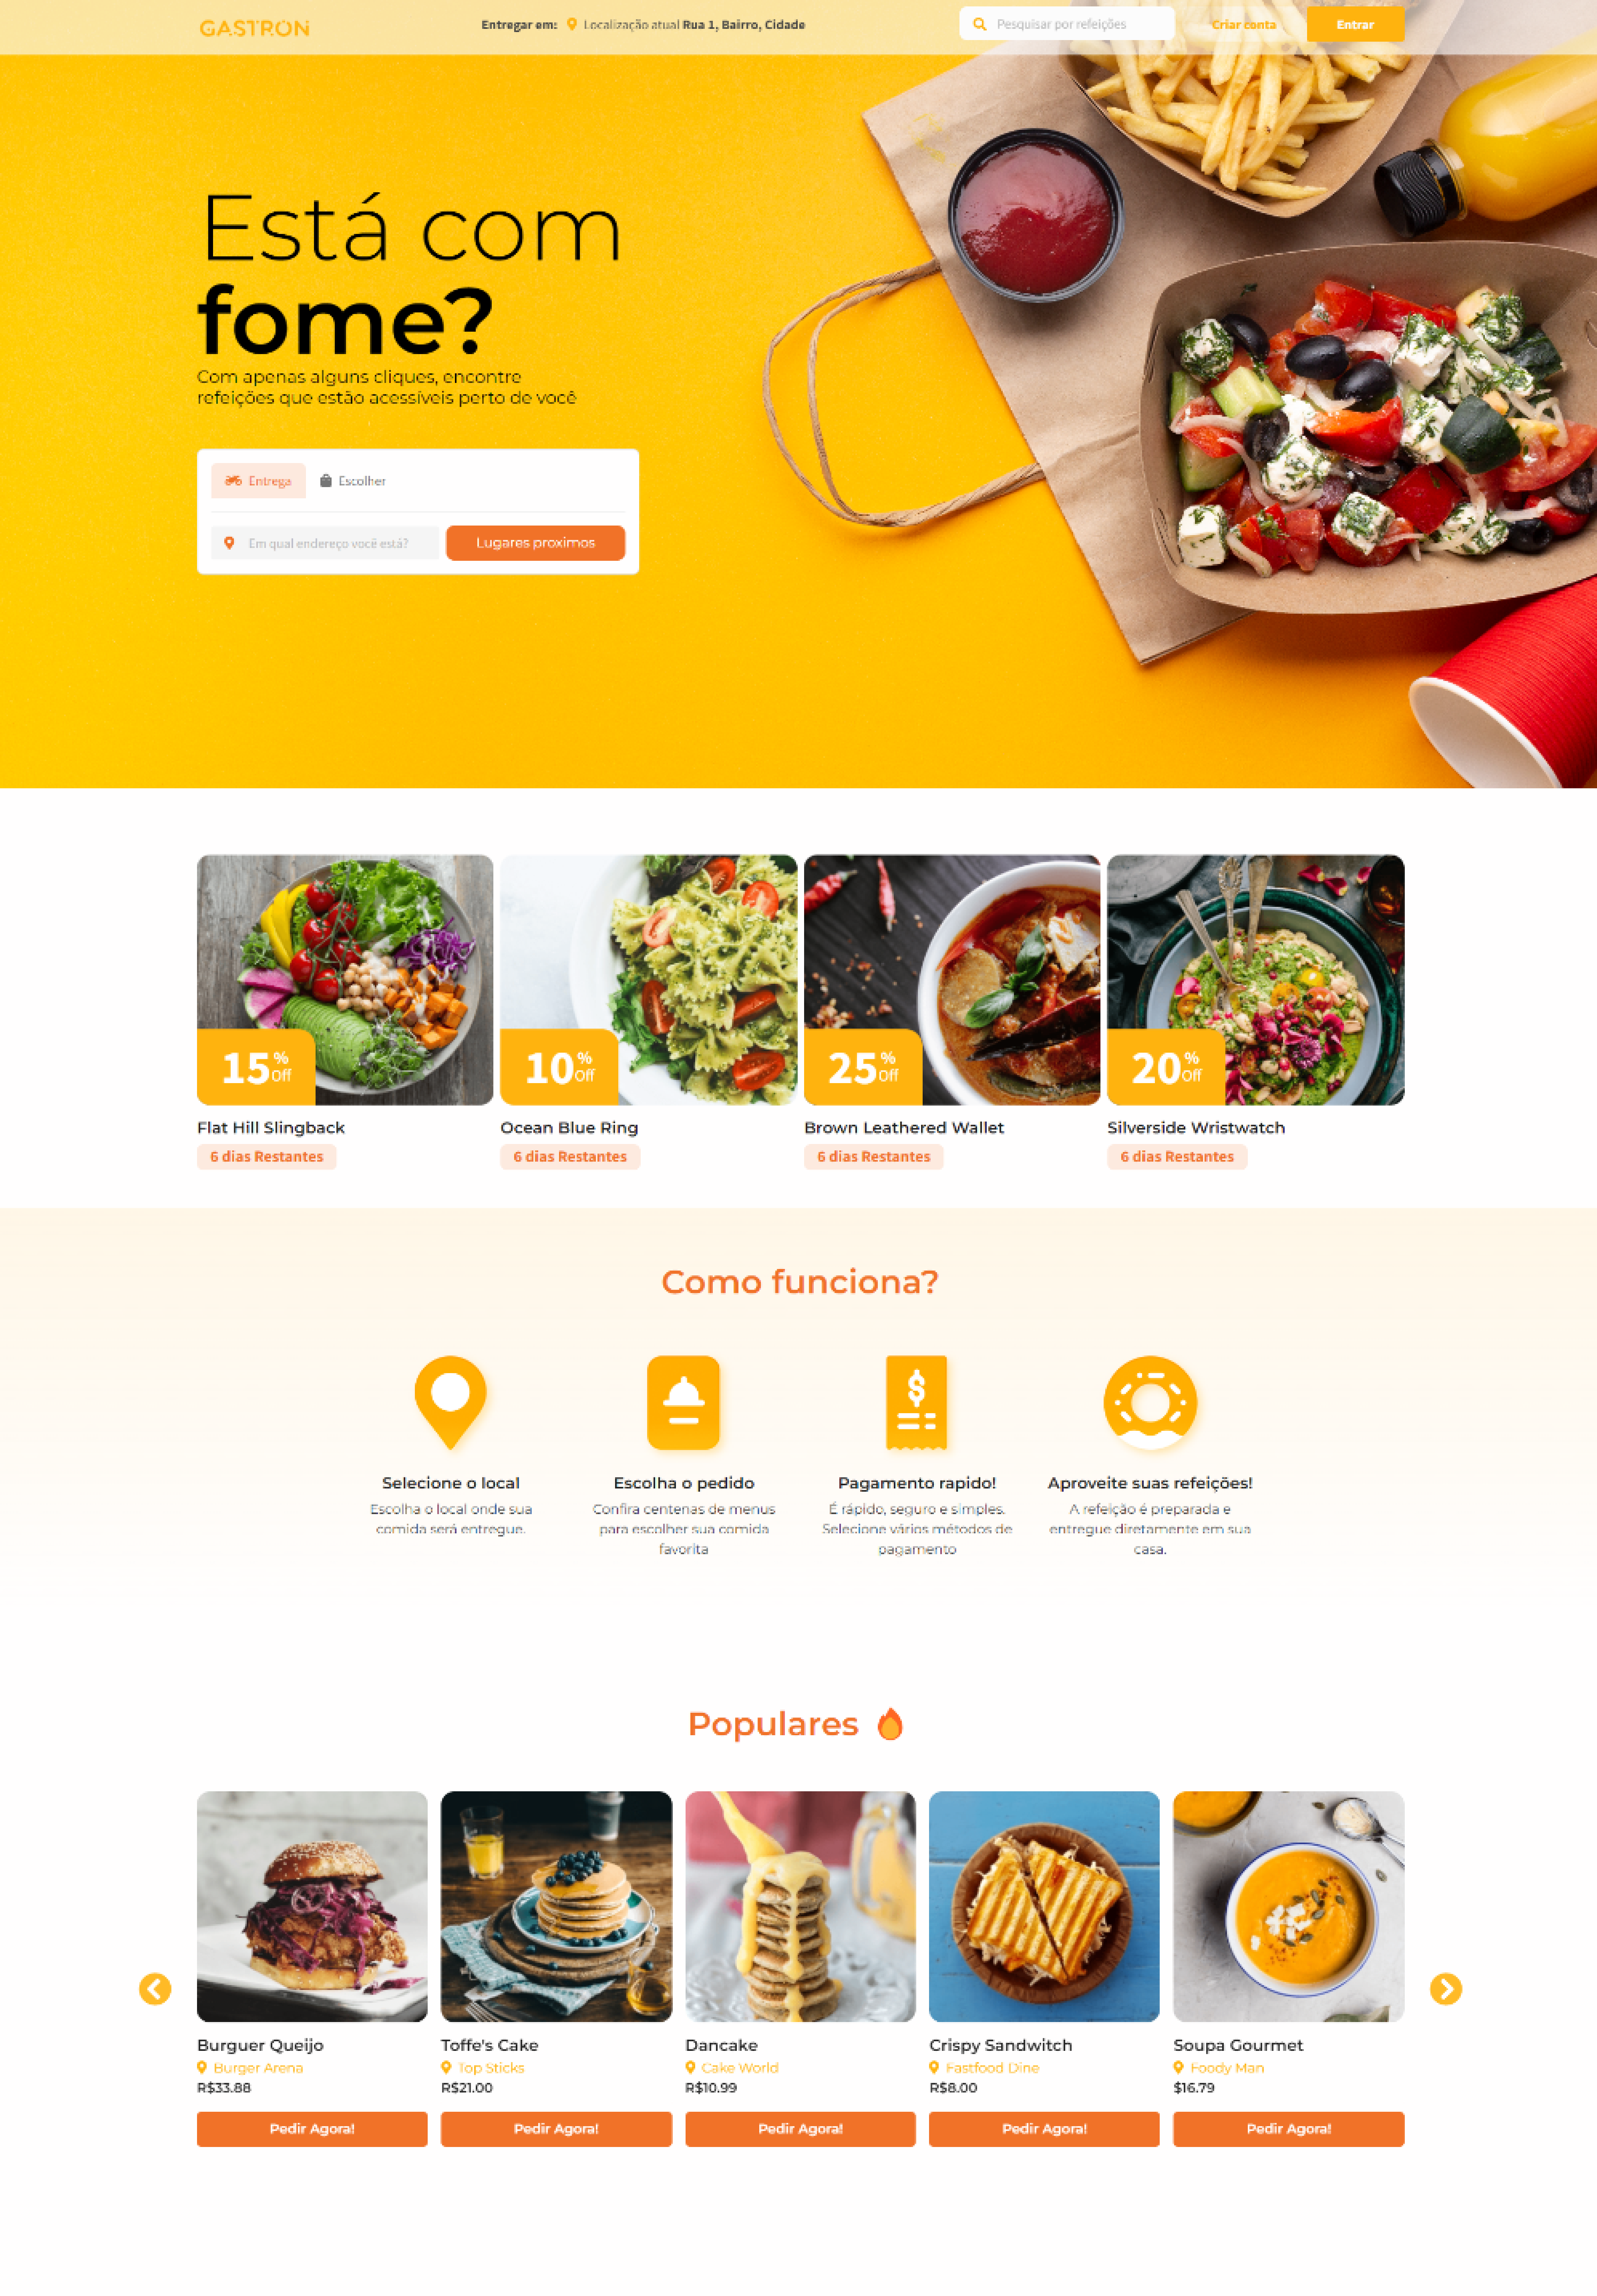 GASTRON
Entregar em: Localização atual Rua 1, Bairro, Cidade
Pesquisar por refeições
Criar conta
Entrar
Está com
fome?
Com apenas alguns cliques, encontre
refeições que estão acessíveis perto de você
Entrega
Escolher
Em qual endereço você está?
Lugares proximos
15% Off
10% Off
25% Off
20% Off
Flat Hill Slingback
Ocean Blue Ring
Brown Leathered Wallet
Silverside Wristwatch
6 dias Restantes
6 dias Restantes
6 dias Restantes
6 dias Restantes
Como funciona?
Selecione o local
Escolha o local onde sua
comida será entregue.
Escolha o pedido
Confira centenas de menus
para escolher sua comida
favorita
Pagamento rapido!
É rápido, seguro e simples.
Selecione vários métodos de
pagamento
Aproveite suas refeições!
A refeição é preparada e
entregue diretamente em sua
casa.
Populares
Burguer Queijo
Burger Arena
R$33.88
Pedir Agora!
Toffe's Cake
Top Sticks
R$21.00
Pedir Agora!
Dancake
Cake World
R$10.99
Pedir Agora!
Crispy Sandwitch
Fastfood Dine
R$8.00
Pedir Agora!
Soupa Gourmet
Foody Man
$16.79
Pedir Agora!